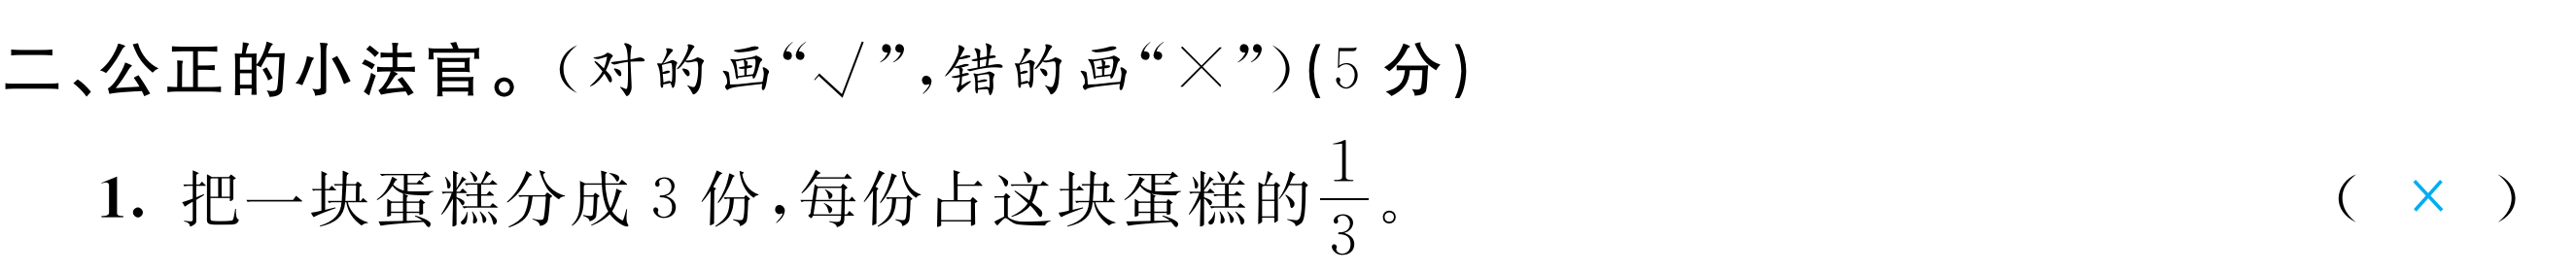 二、公正的小法官。(对的画“√”,错的画“×”)(5 分)
1. 把一块蛋糕分成 3 份,每份占这块蛋糕的1/3。 ( × )